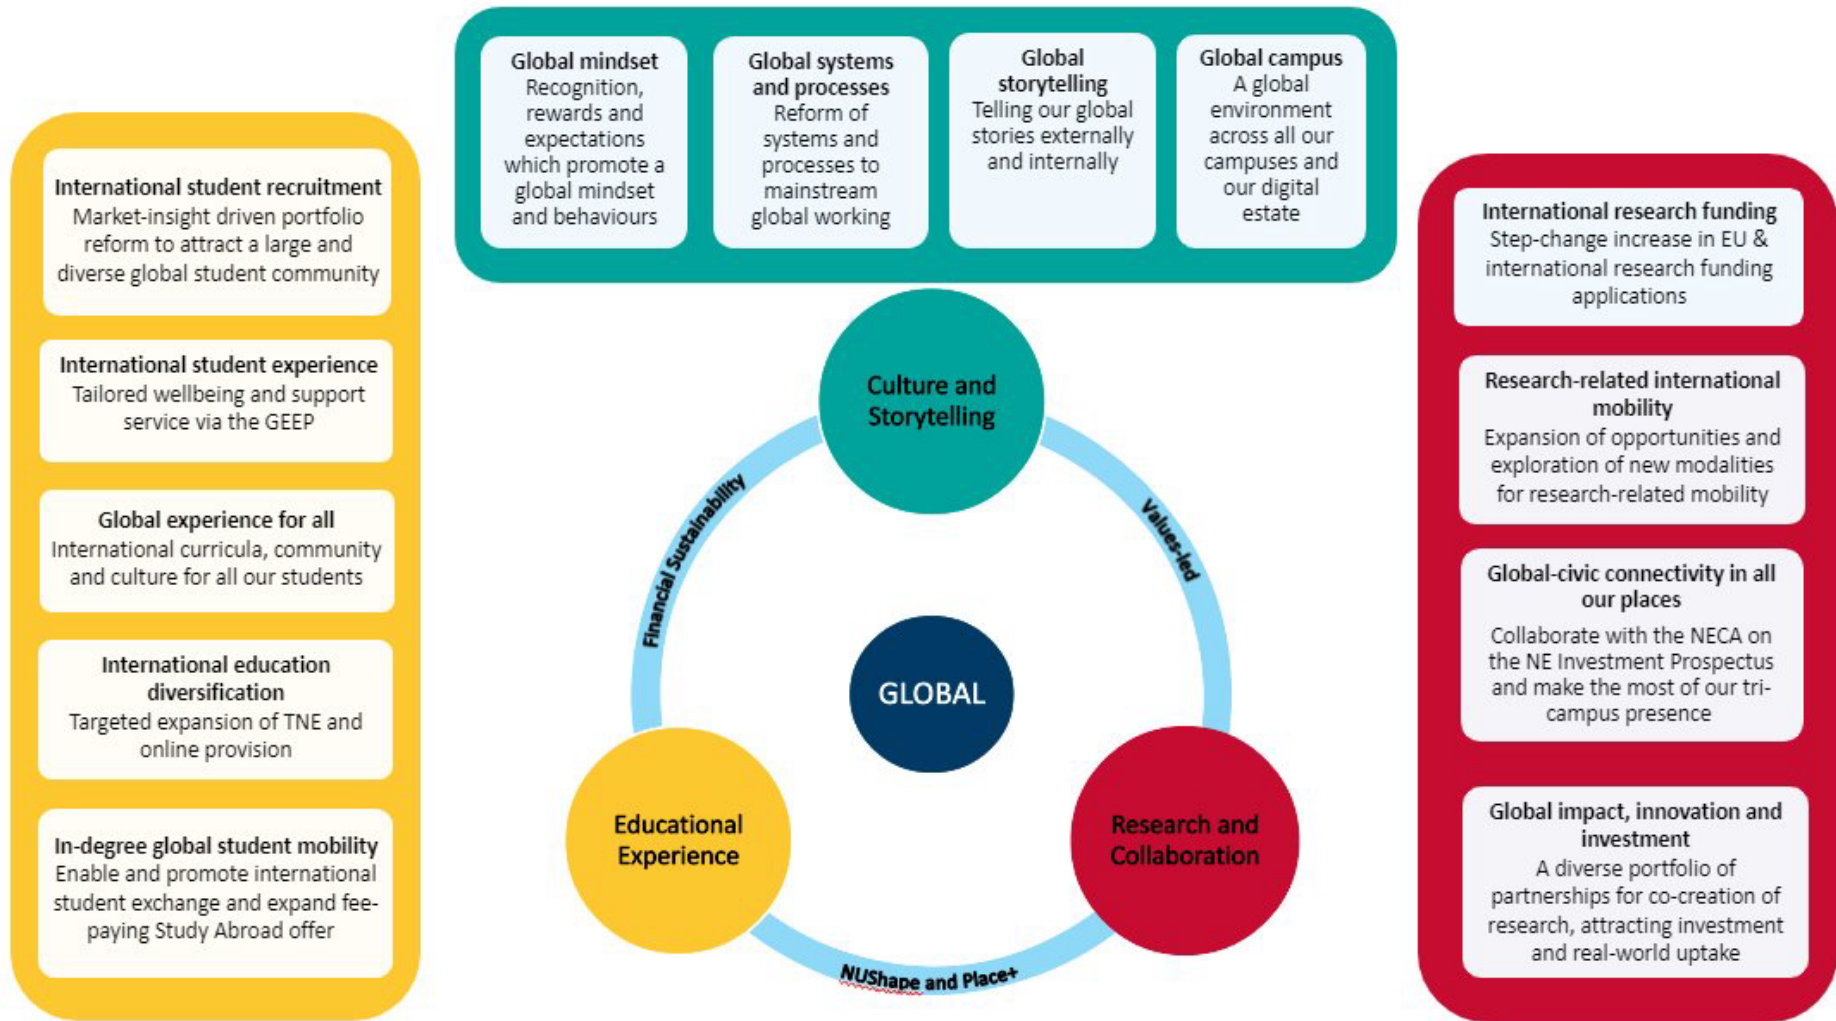 Global mindset
Recognition,
rewards and
expectations
which promote a
global mindset
and behaviours
Global systems
and processes
Reform of
systems and
processes to
mainstream
global working
Global
storytelling
Telling our global
stories externally
and internally
Global campus
A global
environment
across all our
campuses and
our digital
estate
International student recruitment
Market-insight driven portfolio
reform to attract a large and
diverse global student community
International student experience
Tailored wellbeing and support
service via the GEEP
Global experience for all
International curricula, community
and culture for all our students
International education
diversification
Targeted expansion of TNE and
online provision
In-degree global student mobility
Enable and promote international
student exchange and expand fee-
paying Study Abroad offer
Culture and
Storytelling
Financial Sustainability
Values-led
GLOBAL
Educational
Experience
Research and
Collaboration
NUShape and Place+
International research funding
Step-change increase in EU &
international research funding
applications
Research-related international
mobility
Expansion of opportunities and
exploration of new modalities
for research-related mobility
Global-civic connectivity in all
our places
Collaborate with the NECA on
the NE Investment Prospectus
and make the most of our tri-
campus presence
Global impact, innovation and
investment
A diverse portfolio of
partnerships for co-creation of
research, attracting investment
and real-world uptake